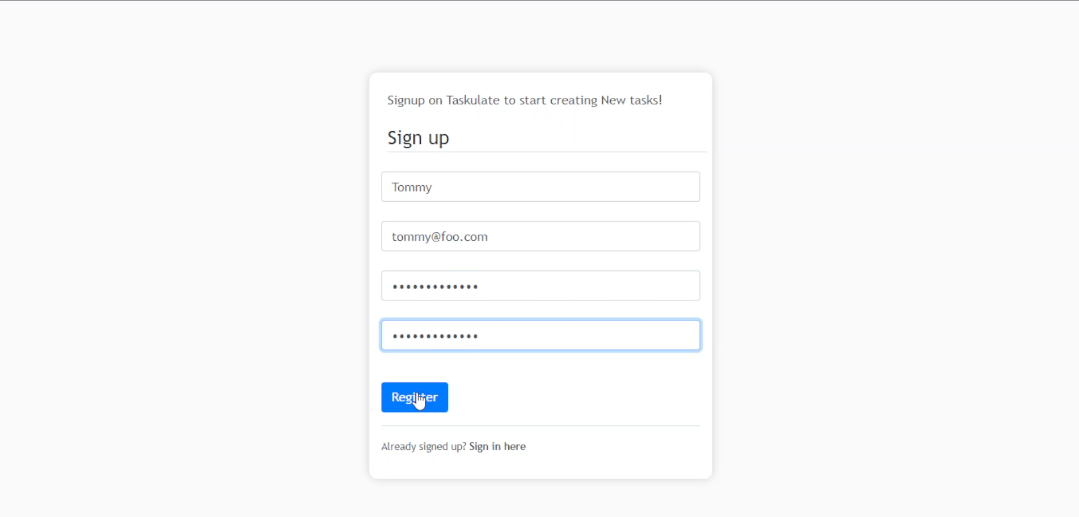 Signup on Taskulate to start creating New tasks!
Sign up
Tommy
tommy@foo.com
•••••••••••••
•••••••••••••
Register
Already signed up? Sign in here